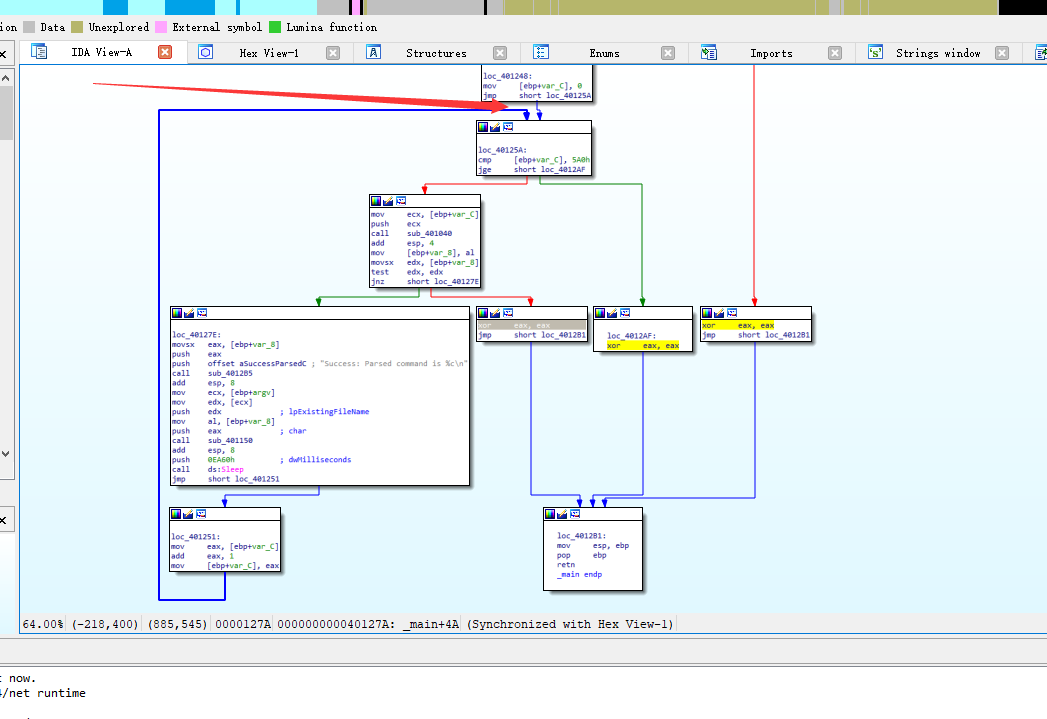 ion Data Unexplored External symbol Lumina function
IDA View-A Hex View-1 Structures Enums Imports Strings window
loc_401248:
mov [ebp+var_C], 0
jmp short loc_40125A
loc_40125A:
cmp [ebp+var_C], 5A0h
jge short loc_4012AF
mov ecx, [ebp+var_C]
push ecx
call sub_401040
add esp, 4
mov [ebp+var_8], al
movsx edx, [ebp+var_8]
test edx, edx
jnz short loc_40127E
loc_40127E:
movsx eax, [ebp+var_8]
push eax
push offset aSuccessParsedC ; "Success: Parsed command is %c\n"
call sub_4012B5
add esp, 8
mov ecx, [ebp+argv]
mov edx, [ecx]
push edx ; lpExistingFileName
mov al, [ebp+var_8]
push eax ; char
call sub_401150
add esp, 8
push 0EA60h ; dwMilliseconds
call ds:Sleep
jmp short loc_401251
xor eax, eax
jmp short loc_4012B1
loc_4012AF:
xor eax, eax
xor eax, eax
jmp short loc_4012B1
loc_401251:
mov eax, [ebp+var_C]
add eax, 1
mov [ebp+var_C], eax
loc_4012B1:
mov esp, ebp
pop ebp
retn
_main endp
64.00% (-218,400) (885,545) 0000127A 000000000040127A: _main+4A (Synchronized with Hex View-1)
now.
/net runtime